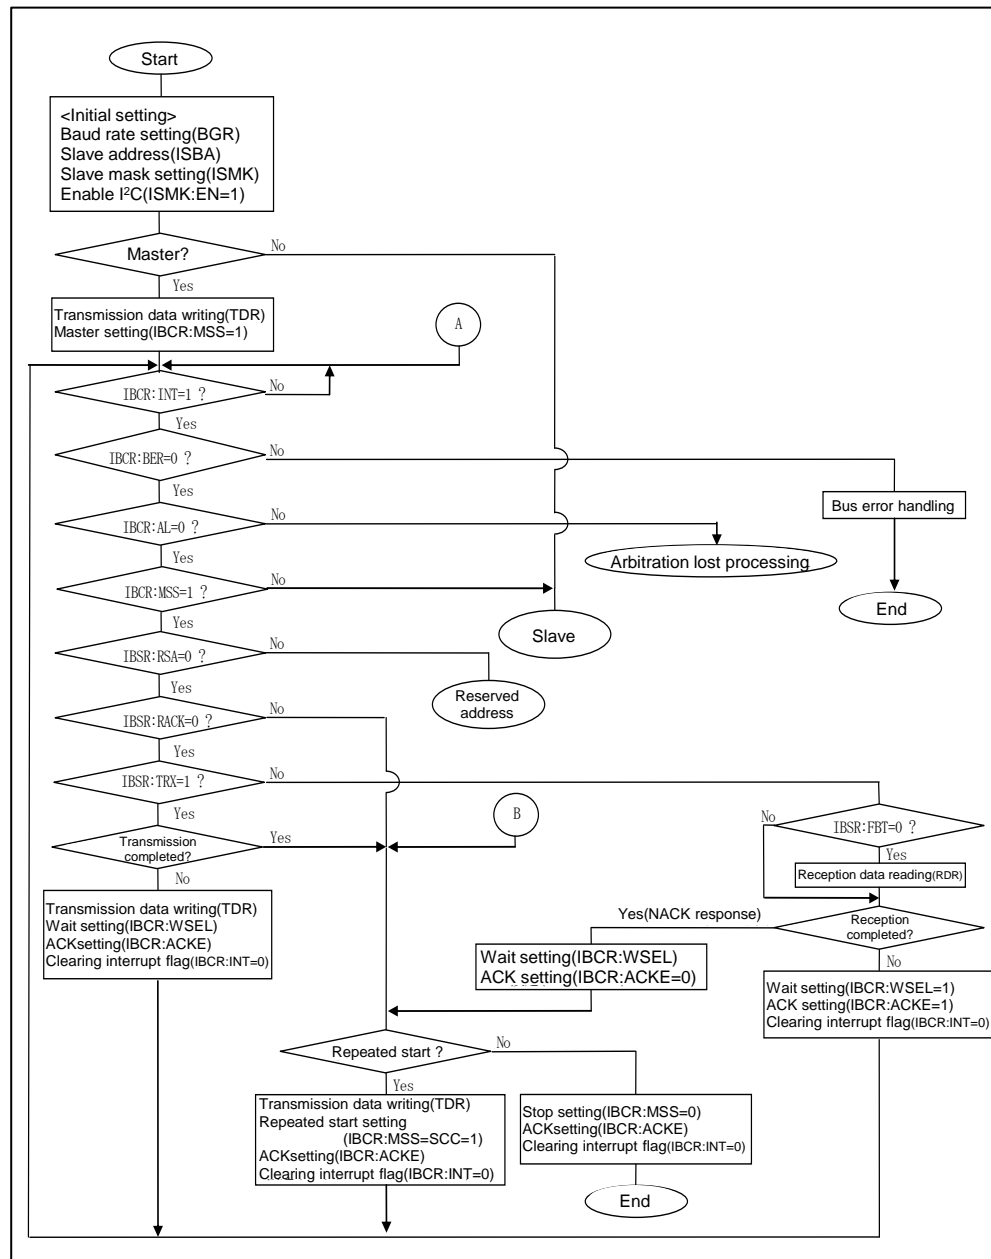 Start
<Initial setting>
Baud rate setting(BGR)
Slave address(ISBA)
Slave mask setting(ISMK)
Enable I²C(ISMK:EN=1)
Master?
No
Yes
Transmission data writing(TDR)
Master setting(IBCR:MSS=1)
A
IBCR:INT=1 ?
No
Yes
IBCR:BER=0 ?
No
Yes
Bus error handling
IBCR:AL=0 ?
No
Yes
Arbitration lost processing
IBCR:MSS=1 ?
No
End
Yes
Slave
IBSR:RSA=0 ?
No
Yes
Reserved
address
IBSR:RACK=0 ?
No
Yes
IBSR:TRX=1 ?
No
Yes
B
IBSR:FBT=0 ?
No
Yes
Transmission
completed?
Yes
No
Reception data reading(RDR)
Transmission data writing(TDR)
Wait setting(IBCR:WSEL)
ACKsetting(IBCR:ACKE)
Clearing interrupt flag(IBCR:INT=0)
Yes(NACK response)
Reception
completed?
No
Wait setting(IBCR:WSEL)
ACK setting(IBCR:ACKE=0)
Wait setting(IBCR:WSEL=1)
ACK setting(IBCR:ACKE=1)
Clearing interrupt flag(IBCR:INT=0)
Repeated start ?
No
Yes
Transmission data writing(TDR)
Repeated start setting
(IBCR:MSS=SCC=1)
ACKsetting(IBCR:ACKE)
Clearing interrupt flag(IBCR:INT=0)
Stop setting(IBCR:MSS=0)
ACKsetting(IBCR:ACKE)
Clearing interrupt flag(IBCR:INT=0)
End